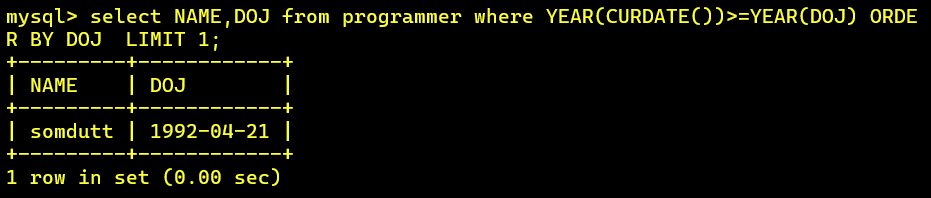 mysql> select NAME,DOJ from programmer where YEAR(CURDATE())>=YEAR(DOJ) ORDE
R BY DOJ  LIMIT 1;
+---------+------------+
| NAME    | DOJ        |
+---------+------------+
| somdutt | 1992-04-21 |
+---------+------------+
1 row in set (0.00 sec)